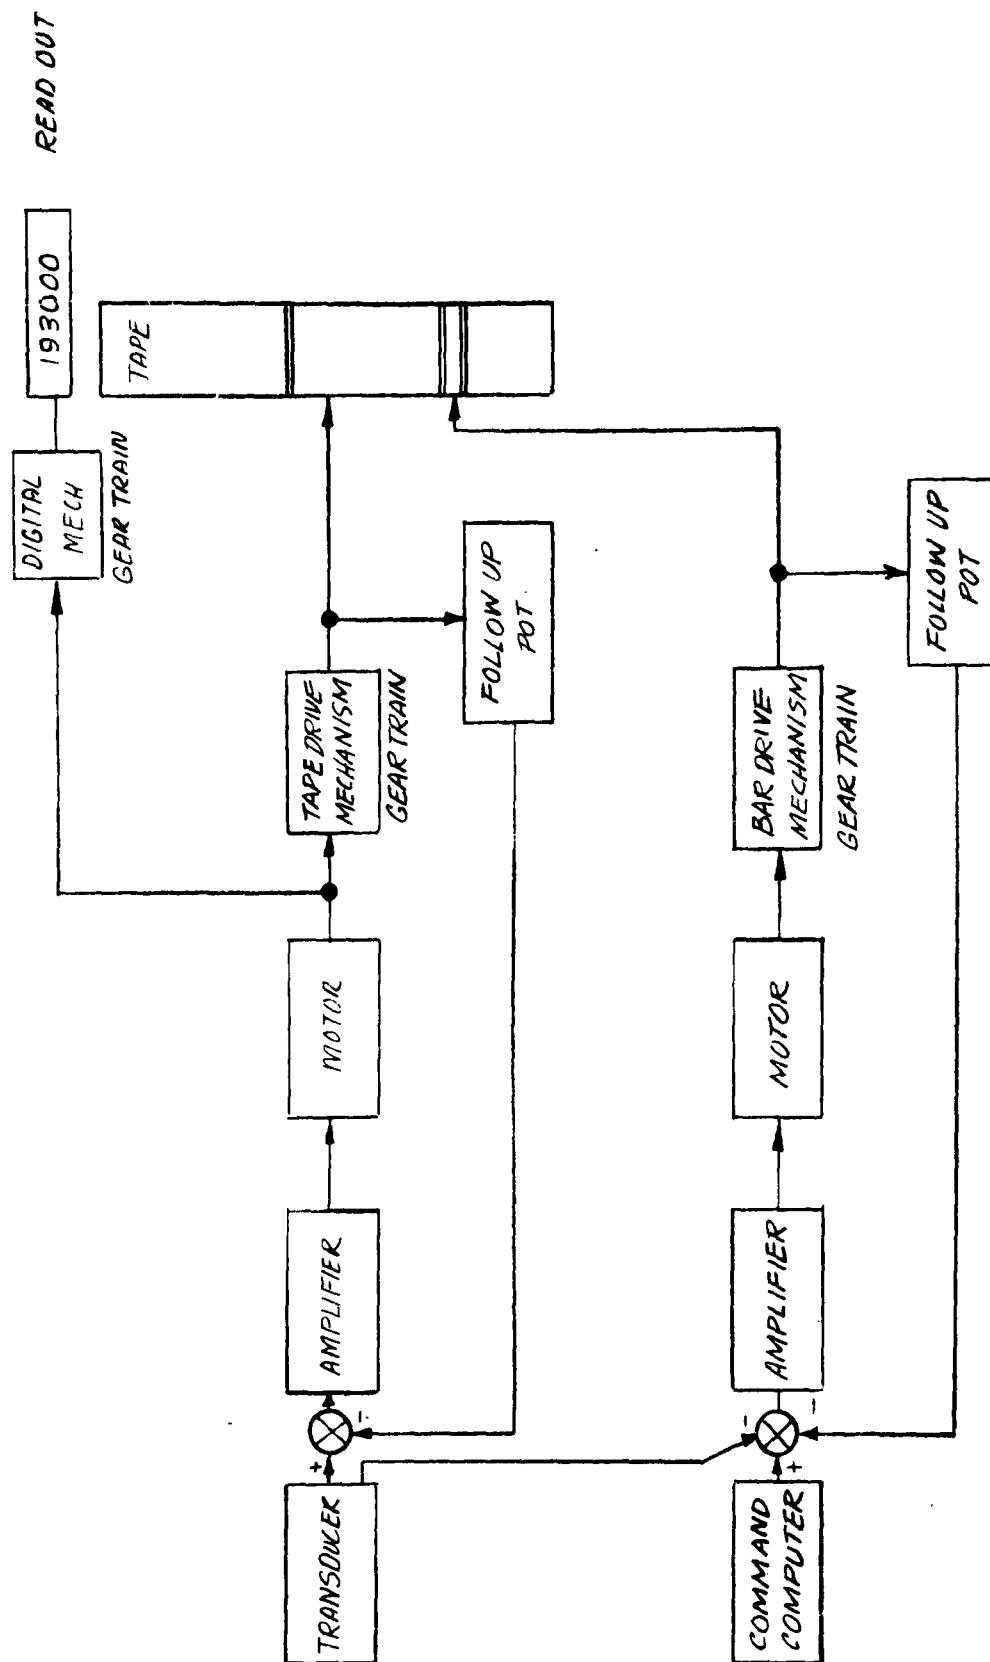 READ OUT
193000
DIGITAL
MECH
GEAR TRAIN
TAPE
TRANSDUCER
+
-
AMPLIFIER
MOTOR
TAPE DRIVE
MECHANISM
GEAR TRAIN
FOLLOW UP
POT.
COMMAND
COMPUTER
+
-
-
AMPLIFIER
MOTOR
BAR DRIVE
MECHANISM
GEAR TRAIN
FOLLOW UP
POT